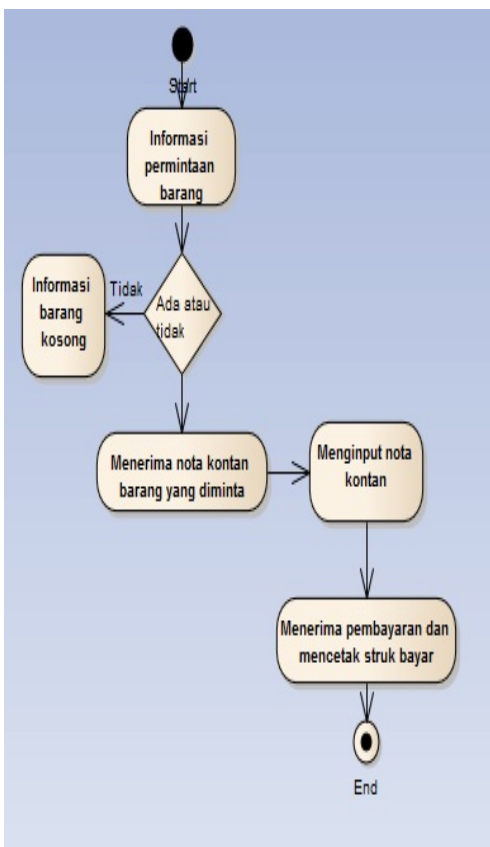 Start
Informasi
permintaan
barang
Informasi
barang
kosong
Tidak
Ada atau
tidak
Menerima nota kontan
barang yang diminta
Menginput nota
kontan
Menerima pembayaran dan
mencetak struk bayar
End